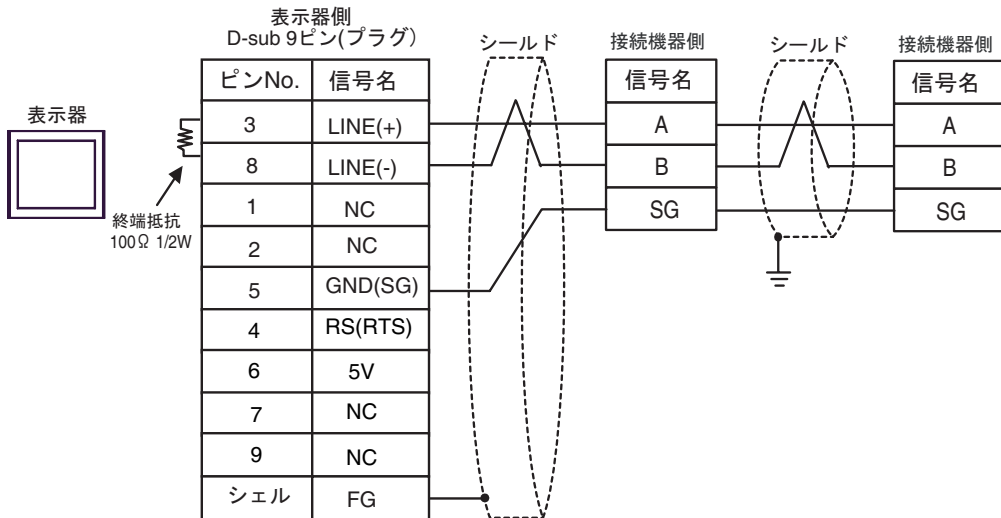 表示器側
D-sub 9ピン(プラグ)
シールド
接続機器側
シールド
接続機器側
ピンNo.
信号名
信号名
信号名
表示器
3
LINE(+)
A
A
8
LINE(-)
B
B
終端抵抗
100Ω 1/2W
1
NC
SG
SG
2
NC
5
GND(SG)
4
RS(RTS)
6
5V
7
NC
9
NC
シェル
FG